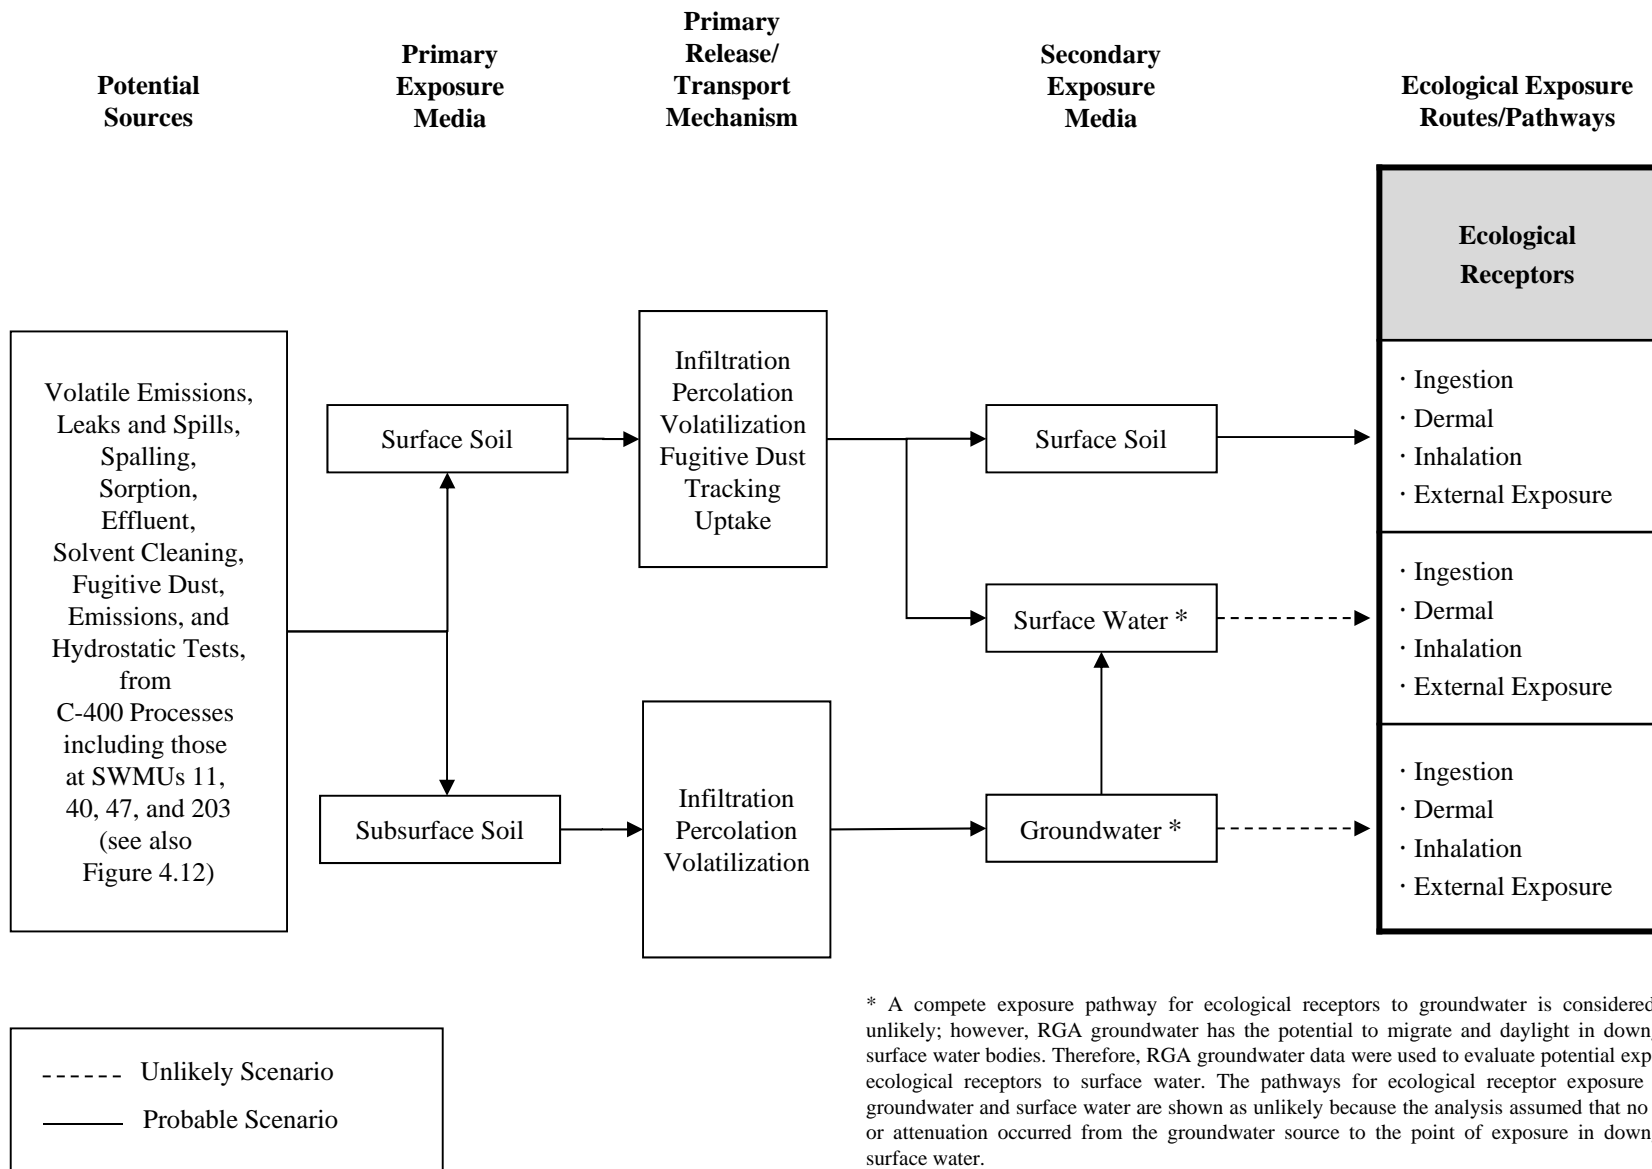 Potential
Sources
Primary
Exposure
Media
Primary
Release/
Transport
Mechanism
Secondary
Exposure
Media
Ecological Exposure
Routes/Pathways
Volatile Emissions,
Leaks and Spills,
Spalling,
Sorption,
Effluent,
Solvent Cleaning,
Fugitive Dust,
Emissions, and
Hydrostatic Tests,
from
C-400 Processes
including those
at SWMUs 11,
40, 47, and 203
(see also
Figure 4.12)
Surface Soil
Subsurface Soil
Infiltration
Percolation
Volatilization
Fugitive Dust
Tracking
Uptake
Infiltration
Percolation
Volatilization
Surface Soil
Surface Water *
Groundwater *
Ecological
Receptors
· Ingestion
· Dermal
· Inhalation
· External Exposure
· Ingestion
· Dermal
· Inhalation
· External Exposure
· Ingestion
· Dermal
· Inhalation
· External Exposure
Unlikely Scenario
Probable Scenario
* A compete exposure pathway for ecological receptors to groundwater is considered
unlikely; however, RGA groundwater has the potential to migrate and daylight in down
surface water bodies. Therefore, RGA groundwater data were used to evaluate potential exp
ecological receptors to surface water. The pathways for ecological receptor exposure
groundwater and surface water are shown as unlikely because the analysis assumed that no
or attenuation occurred from the groundwater source to the point of exposure in down
surface water.